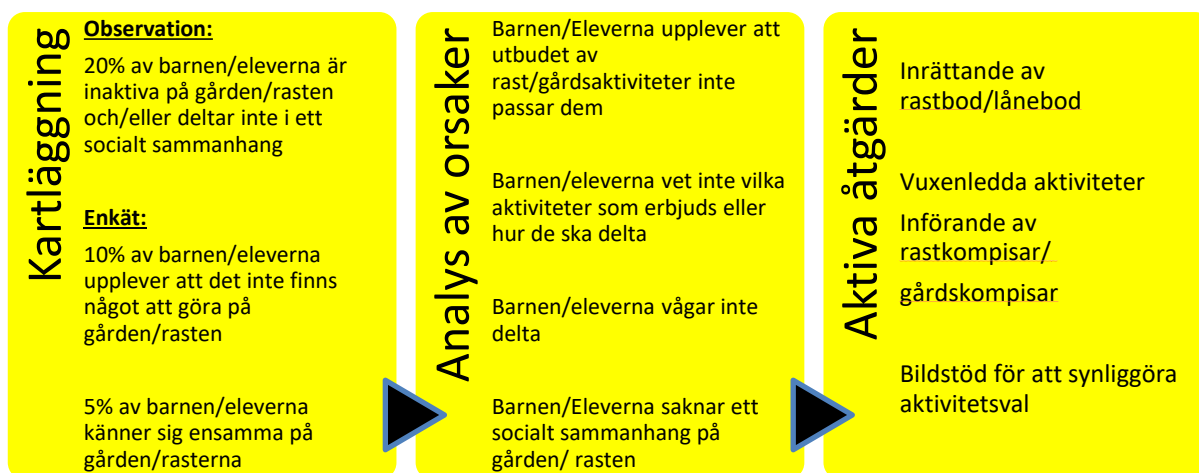 Kartläggning
Observation:
20% av barnen/eleverna är
inaktiva på gården/rasten
och/eller deltar inte i ett
socialt sammanhang
Enkät:
10% av barnen/eleverna
upplever att det inte finns
något att göra på
gården/rasten
5% av barnen/eleverna
känner sig ensamma på
gården/rasterna
Analys av orsaker
Barnen/Eleverna upplever att
utbudet av
rast/gårdsaktiviteter inte
passar dem
Barnen/eleverna vet inte vilka
aktiviteter som erbjuds eller
hur de ska delta
Barnen/eleverna vågar inte
delta
Barnen/Eleverna saknar ett
socialt sammanhang på
gården/ rasten
Aktiva åtgärder
Inrättande av
rastbod/lånebod
Vuxenledda aktiviteter
Införande av
rastkompisar/
gårdskompisar
Bildstöd för att synliggöra
aktivitetsval